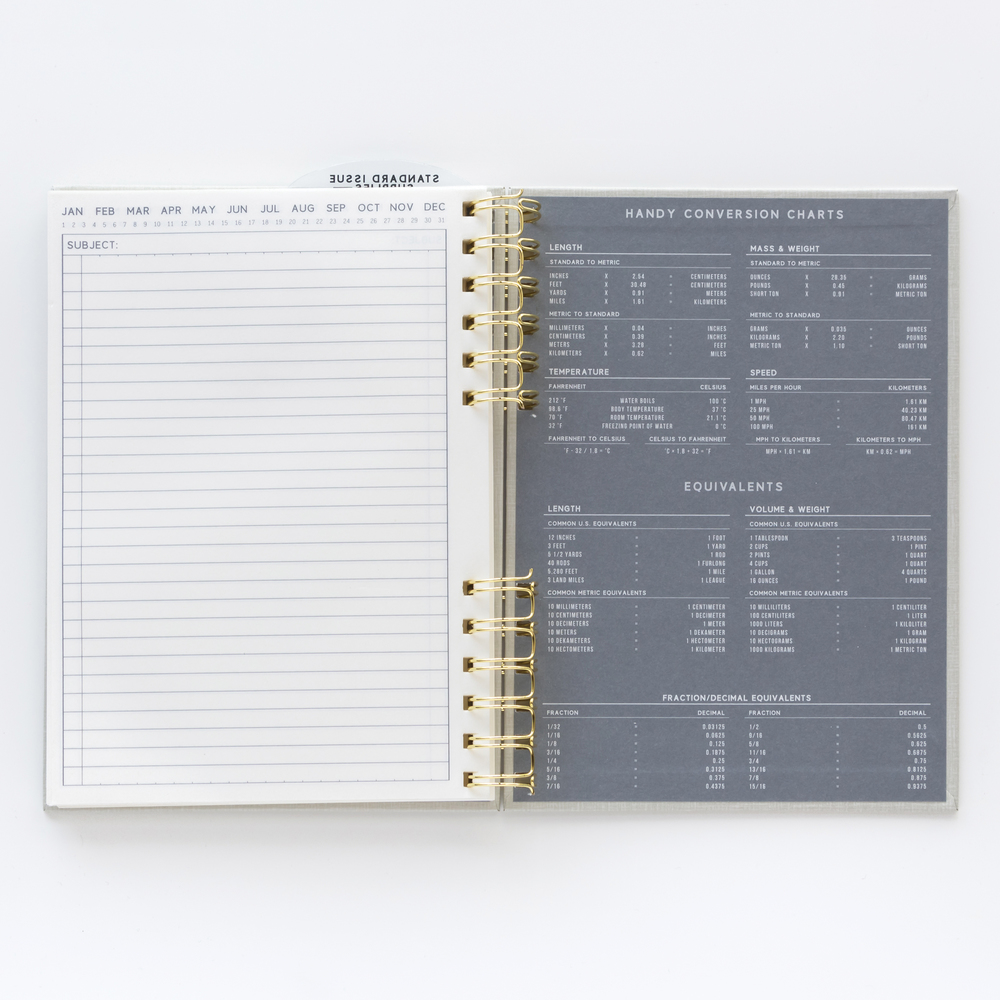 STANDARD ISSUE
SUPPLIES
JAN FEB MAR APR MAY JUN JUL AUG SEP OCT NOV DEC
1 2 3 4 5 6 7 8 9 10 11 12 13 14 15 16 17 18 19 20 21 22 23 24 25 26 27 28 29 30 31
SUBJECT:
HANDY CONVERSION CHARTS
LENGTH
STANDARD TO METRIC
INCHES X 2.54 = CENTIMETERS
FEET X 30.48 = CENTIMETERS
YARDS X 0.91 = METERS
MILES X 1.61 = KILOMETERS
METRIC TO STANDARD
MILLIMETERS X 0.04 = INCHES
CENTIMETERS X 0.39 = INCHES
METERS X 3.28 = FEET
KILOMETERS X 0.62 = MILES
MASS & WEIGHT
STANDARD TO METRIC
OUNCES X 28.35 = GRAMS
POUNDS X 0.45 = KILOGRAMS
SHORT TON X 0.91 = METRIC TON
METRIC TO STANDARD
GRAMS X 0.035 = OUNCES
KILOGRAMS X 2.20 = POUNDS
METRIC TON X 1.10 = SHORT TON
TEMPERATURE
FAHRENHEIT CELSIUS
212 °F WATER BOILS 100 °C
98.6 °F BODY TEMPERATURE 37 °C
70 °F ROOM TEMPERATURE 21.1 °C
32 °F FREEZING POINT OF WATER 0 °C
FAHRENHEIT TO CELSIUS CELSIUS TO FAHRENHEIT
°F - 32 / 1.8 = °C °C × 1.8 + 32 = °F
SPEED
MILES PER HOUR KILOMETERS
1 MPH = 1.61 KM
25 MPH = 40.23 KM
50 MPH = 80.47 KM
100 MPH = 161 KM
MPH TO KILOMETERS KILOMETERS TO MPH
MPH × 1.61 = KM KM × 0.62 = MPH
EQUIVALENTS
LENGTH
COMMON U.S. EQUIVALENTS
12 INCHES = 1 FOOT
3 FEET = 1 YARD
5 1/2 YARDS = 1 ROD
40 RODS = 1 FURLONG
5,280 FEET = 1 MILE
3 LAND MILES = 1 LEAGUE
COMMON METRIC EQUIVALENTS
10 MILLIMETERS = 1 CENTIMETER
10 CENTIMETERS = 1 DECIMETER
10 DECIMETERS = 1 METER
10 METERS = 1 DEKAMETER
10 DEKAMETERS = 1 HECTOMETER
10 HECTOMETERS = 1 KILOMETER
VOLUME & WEIGHT
COMMON U.S. EQUIVALENTS
1 TABLESPOON = 3 TEASPOONS
2 CUPS = 1 PINT
2 PINTS = 1 QUART
4 CUPS = 1 QUART
1 GALLON = 4 QUARTS
16 OUNCES = 1 POUND
COMMON METRIC EQUIVALENTS
10 MILLILITERS = 1 CENTILITER
100 CENTILITERS = 1 LITER
1000 LITERS = 1 KILOLITER
10 DECIGRAMS = 1 GRAM
10 HECTOGRAMS = 1 KILOGRAM
1000 KILOGRAMS = 1 METRIC TON
FRACTION/DECIMAL EQUIVALENTS
FRACTION DECIMAL
1/32 = 0.03125
1/16 = 0.0625
1/8 = 0.125
3/16 = 0.1875
1/4 = 0.25
5/16 = 0.3125
3/8 = 0.375
7/16 = 0.4375
FRACTION DECIMAL
1/2 = 0.5
9/16 = 0.5625
5/8 = 0.625
11/16 = 0.6875
3/4 = 0.75
13/16 = 0.8125
7/8 = 0.875
15/16 = 0.9375